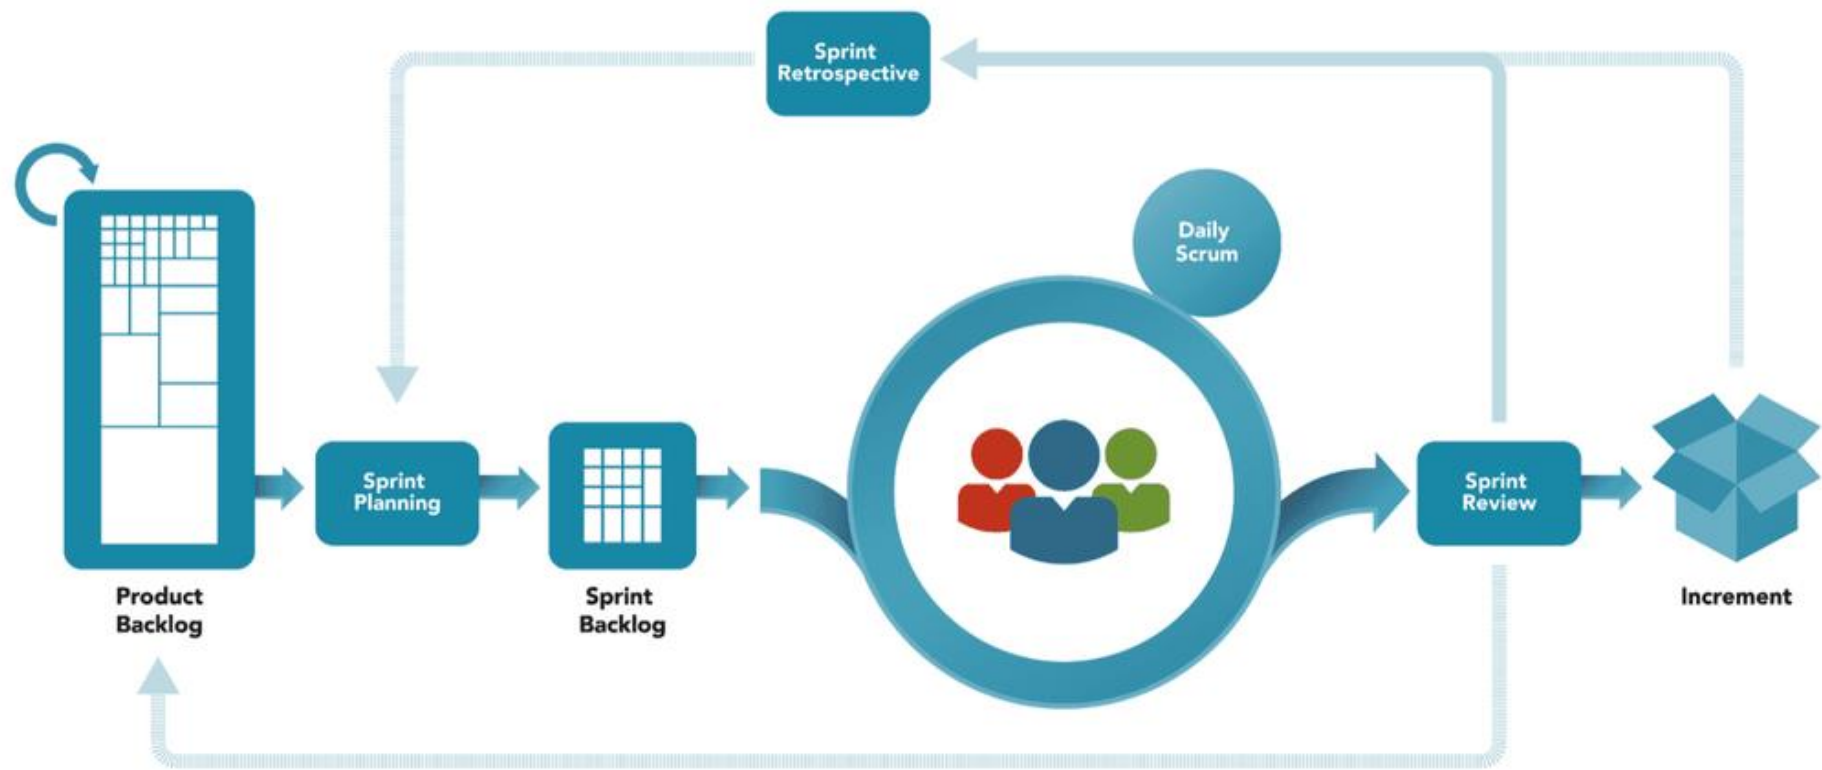 Sprint
Retrospective
Daily
Scrum
Sprint
Planning
Sprint
Review
Product
Backlog
Sprint
Backlog
Increment